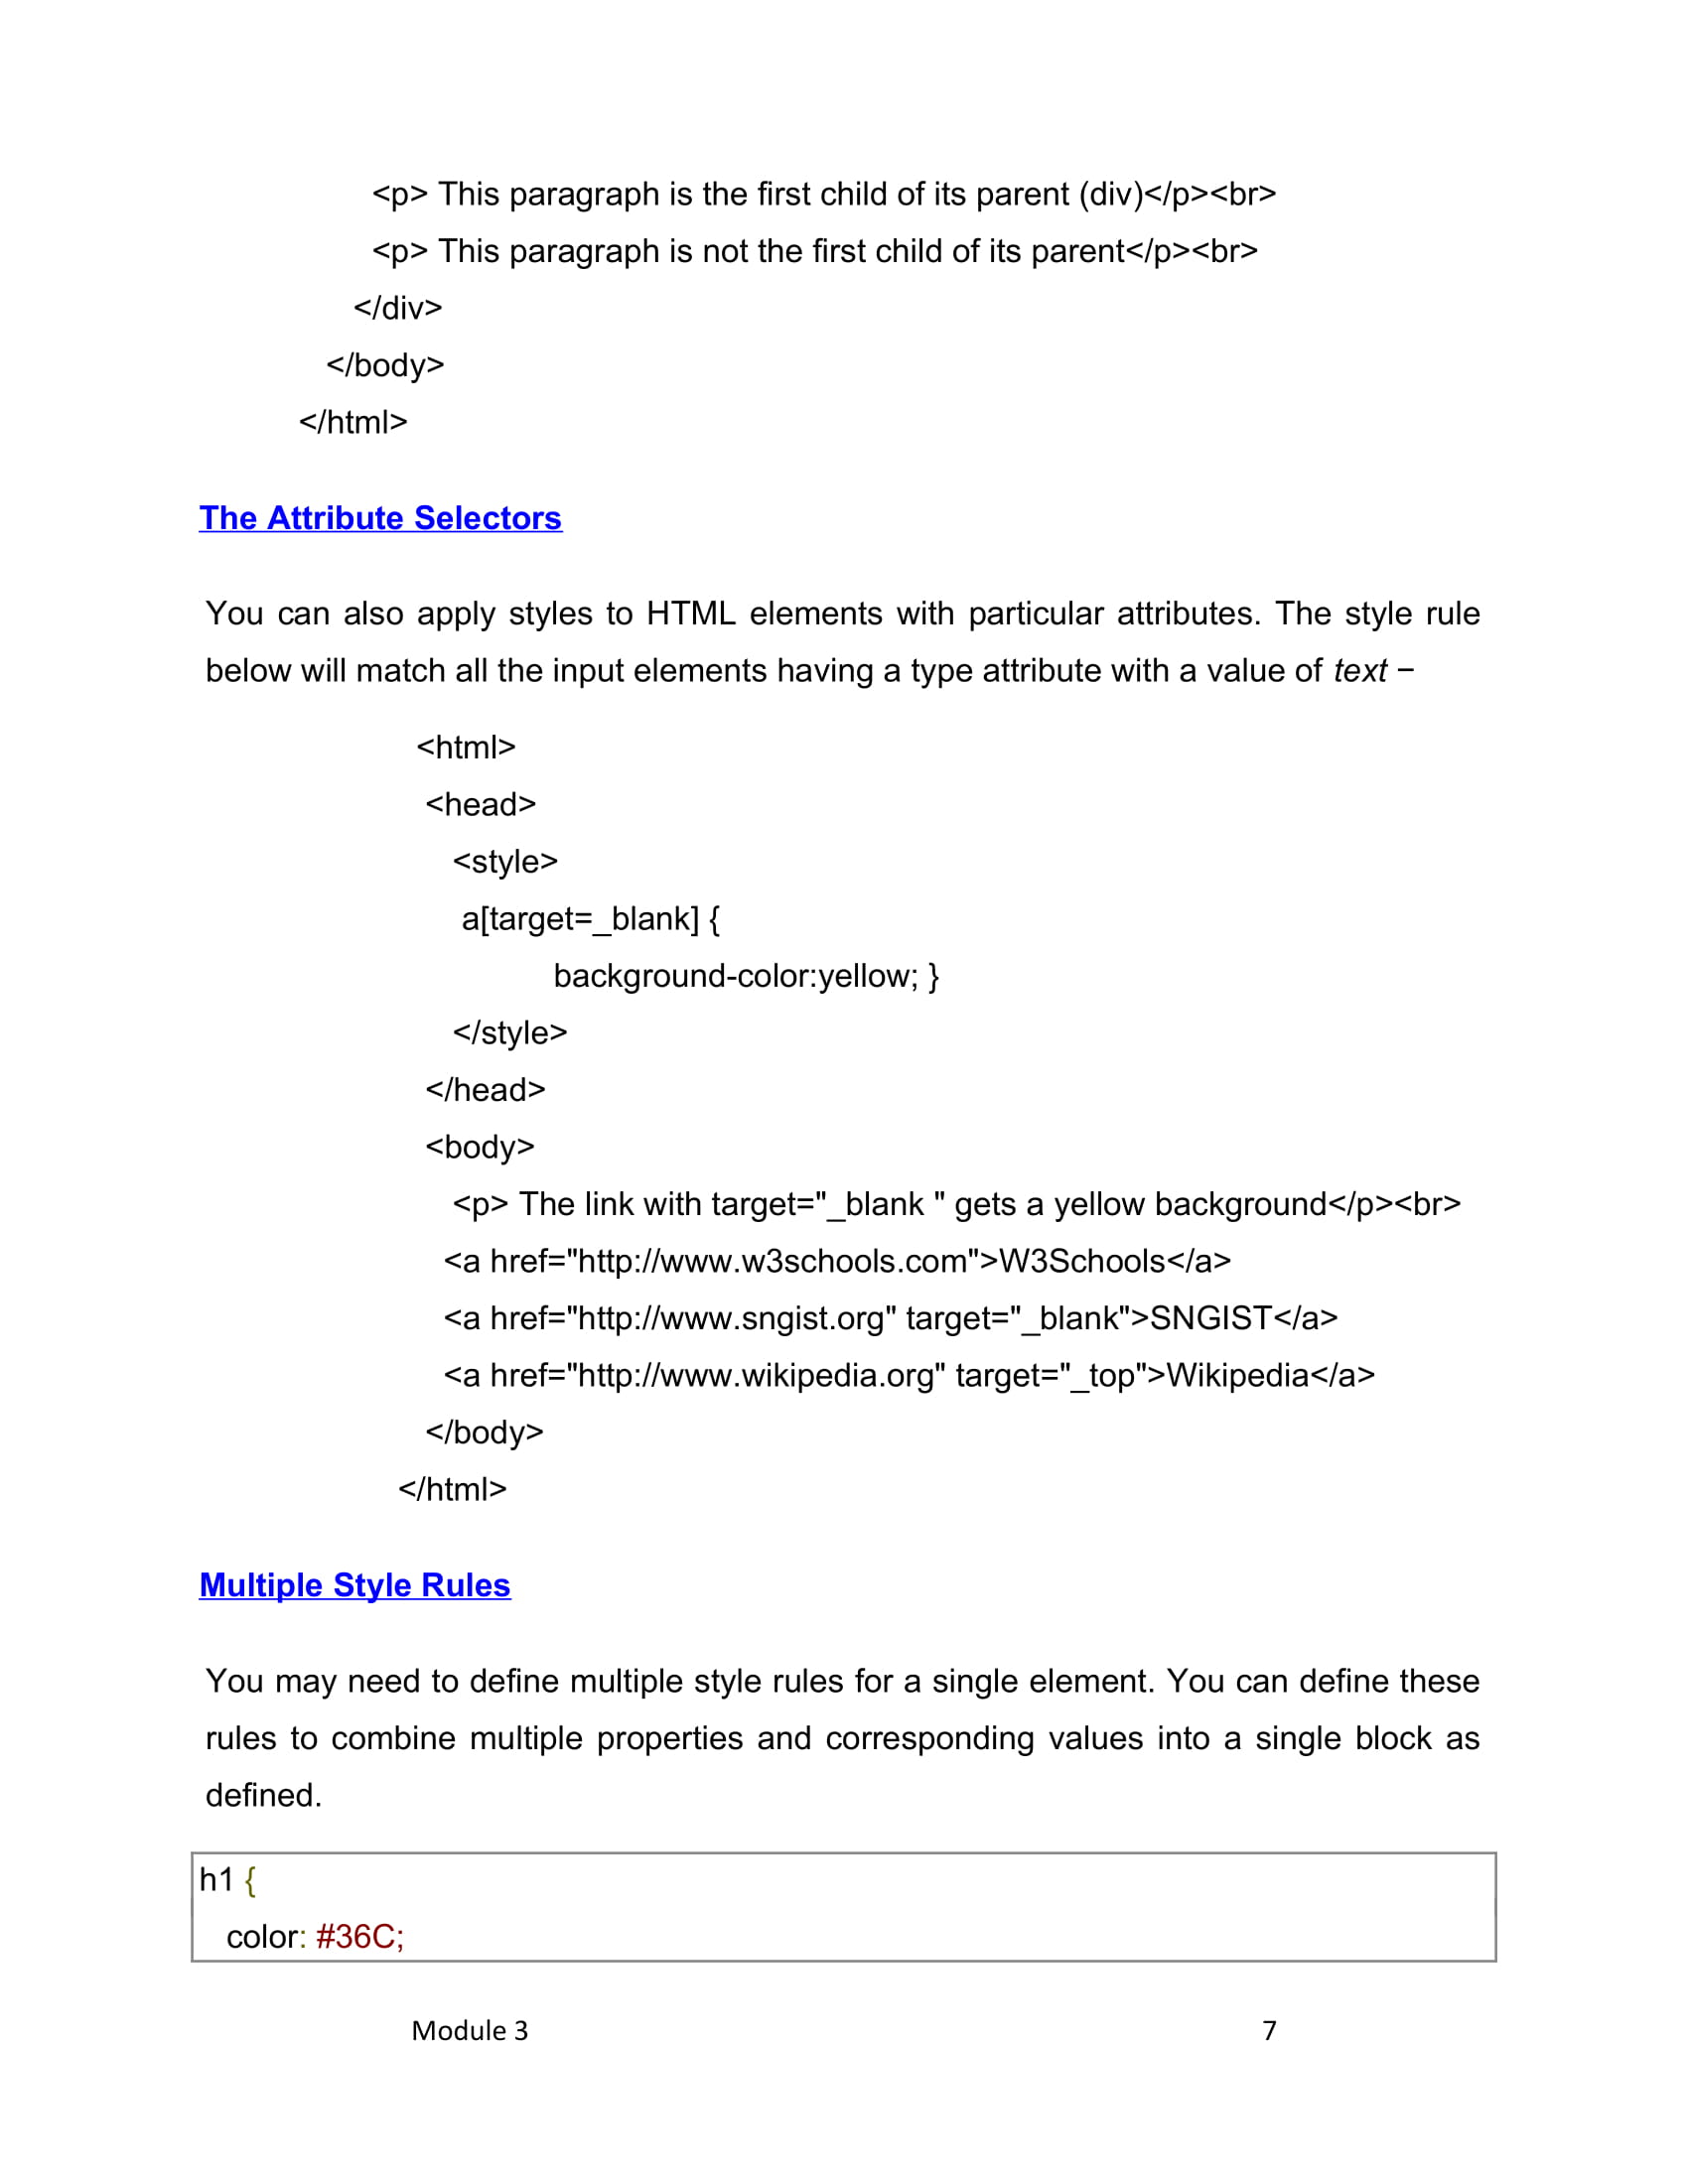 <p> This paragraph is the first child of its parent (div)</p><br>
<p> This paragraph is not the first child of its parent</p><br>
</div>
</body>
</html>
The Attribute Selectors
You can also apply styles to HTML elements with particular attributes. The style rule
below will match all the input elements having a type attribute with a value of text −
<html>
<head>
<style>
a[target=_blank] {
background-color:yellow; }
</style>
</head>
<body>
<p> The link with target="_blank " gets a yellow background</p><br>
<a href="http://www.w3schools.com">W3Schools</a>
<a href="http://www.sngist.org" target="_blank">SNGIST</a>
<a href="http://www.wikipedia.org" target="_top">Wikipedia</a>
</body>
</html>
Multiple Style Rules
You may need to define multiple style rules for a single element. You can define these
rules to combine multiple properties and corresponding values into a single block as
defined.
h1 {
color: #36C;
Module 3 7